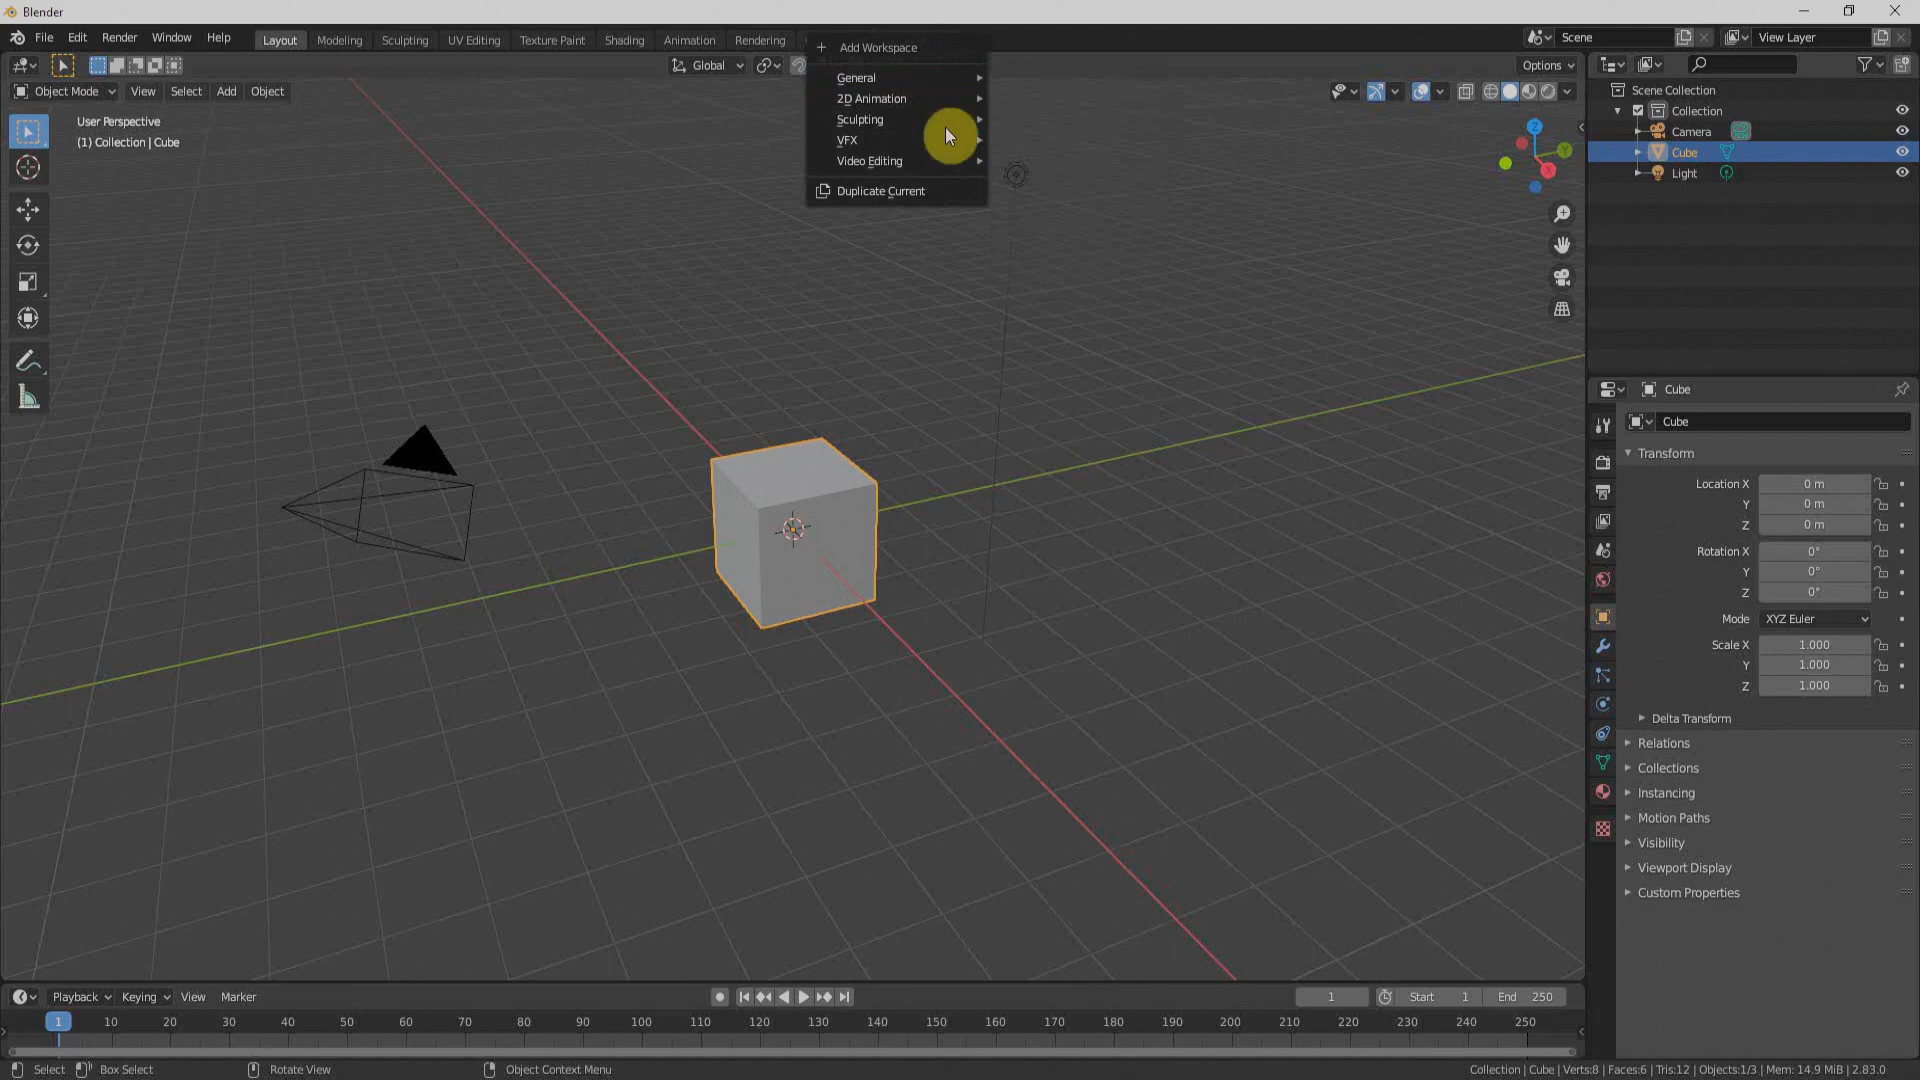 Blender
File Edit Render Window Help Layout Modeling Sculpting UV Editing Texture Paint Shading Animation Rendering
Scene View Layer
+ Add Workspace
General
2D Animation
Sculpting
VFX
Video Editing
Duplicate Current
Global
Options
Object Mode View Select Add Object
User Perspective
(1) Collection | Cube
Z
Y
X
Scene Collection
Collection
Camera
Cube
Light
Cube
Cube
Transform
Location X 0 m
Y 0 m
Z 0 m
Rotation X 0°
Y 0°
Z 0°
Mode XYZ Euler
Scale X 1.000
Y 1.000
Z 1.000
Delta Transform
Relations
Collections
Instancing
Motion Paths
Visibility
Viewport Display
Custom Properties
Playback Keying View Marker 1 Start 1 End 250
1 10 20 30 40 50 60 70 80 90 100 110 120 130 140 150 160 170 180 190 200 210 220 230 240 250
Select Box Select Rotate View Object Context Menu Collection | Cube | Verts:8 | Faces:6 | Tris:12 | Objects:1/3 | Mem: 14.9 MiB | 2.83.0